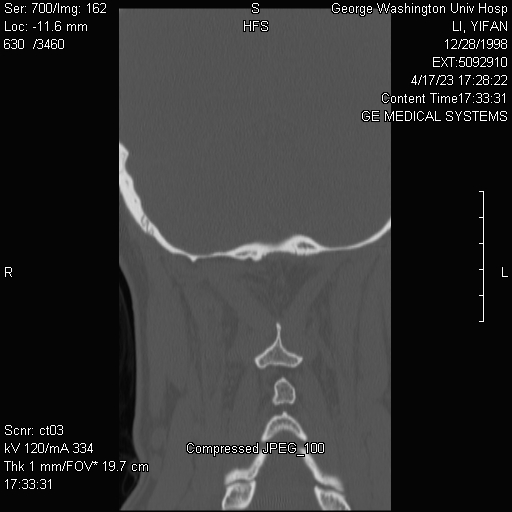 Ser: 700/Img: 162
Loc: -11.6 mm
630 /3460
S
HFS
George Washington Univ Hosp
LI, YIFAN
12/28/1998
EXT:5092910
4/17/23 17:28:22
Content Time17:33:31
GE MEDICAL SYSTEMS
R
L
Scnr: ct03
kV 120/mA 334
Thk 1 mm/FOV* 19.7 cm
17:33:31
Compressed JPEG_100